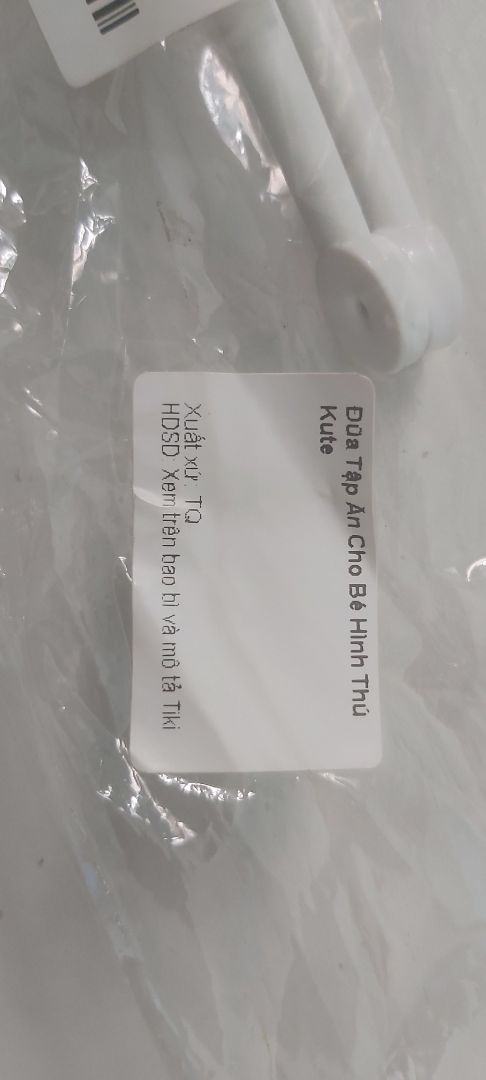 Đũa Tập Ăn Cho Bé Hình Thú
Kute
Xuất xứ: TQ
HDSD: Xem trên bao bì và mô tả Tiki